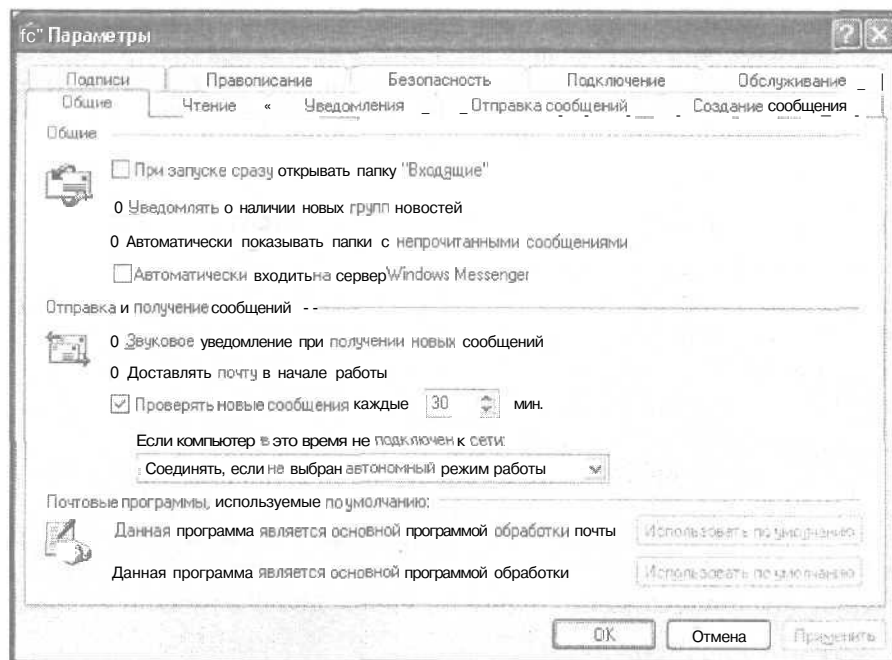 fc" Параметры
Подписи Правописание Безопасность Подключение Обслуживание
Общие Чтение « Уведомления Отправка сообщений Создание сообщения
Общие
При запуске сразу открывать папку "Входящие"
0 Уведомлять о наличии новых групп новостей
0 Автоматически показывать папки с непрочитанными сообщениями
Автоматически входить на сервер Windows Messenger
Отправка и получение сообщений - -
0 Звуковое уведомление при получении новых сообщений
0 Доставлять почту в начале работы
Проверять новые сообщения каждые 30 мин.
Если компьютер в это время не подключен к сети:
Соединять, если не выбран автономный режим работы
Почтовые программы, используемые по умолчанию:
Данная программа является основной программой обработки почты Использовать по умолчанию
Данная программа является основной программой обработки Использовать по умолчанию
OK Отмена Применить